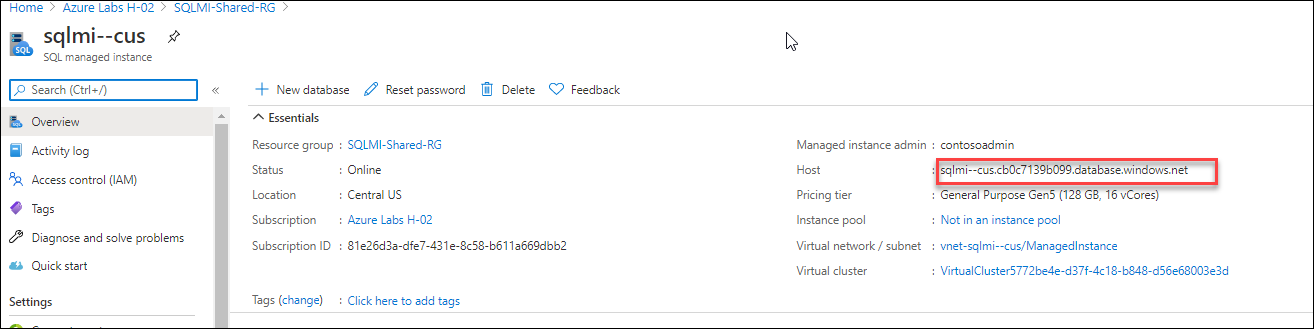 Home > Azure Labs H-02 > SQLMI-Shared-RG >
sqlmi--cus
SQL managed instance
Search (Ctrl+/)
«
New database
Reset password
Delete
Feedback
Overview
Activity log
Access control (IAM)
Tags
Diagnose and solve problems
Quick start
Settings
Essentials
Resource group : SQLMI-Shared-RG
Status : Online
Location : Central US
Subscription : Azure Labs H-02
Subscription ID : 81e26d3a-dfe7-431e-8c58-b611a669dbb2
Tags (change) : Click here to add tags
Managed instance admin : contosoadmin
Host : sqlmi--cus.cb0c7139b099.database.windows.net
Pricing tier : General Purpose Gen5 (128 GB, 16 vCores)
Instance pool : Not in an instance pool
Virtual network / subnet : vnet-sqlmi--cus/ManagedInstance
Virtual cluster : VirtualCluster5772be4e-d37f-4c18-b848-d56e68003e3d